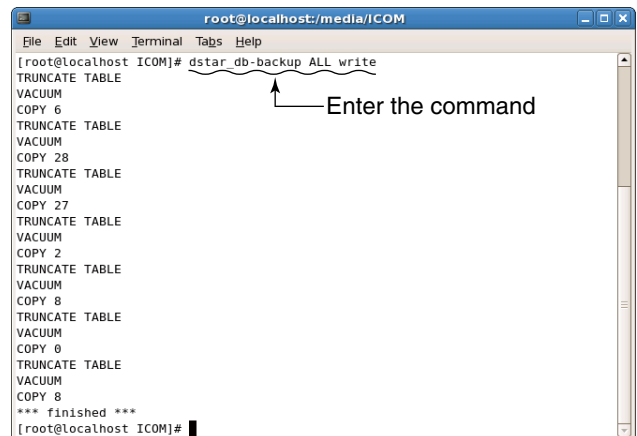 root@localhost:/media/ICOM
File Edit View Terminal Tabs Help
[root@localhost ICOM]# dstar_db-backup ALL write
TRUNCATE TABLE
VACUUM
COPY 6
Enter the command
TRUNCATE TABLE
VACUUM
COPY 28
TRUNCATE TABLE
VACUUM
COPY 27
TRUNCATE TABLE
VACUUM
COPY 2
TRUNCATE TABLE
VACUUM
COPY 8
TRUNCATE TABLE
VACUUM
COPY 0
TRUNCATE TABLE
VACUUM
COPY 8
*** finished ***
[root@localhost ICOM]#